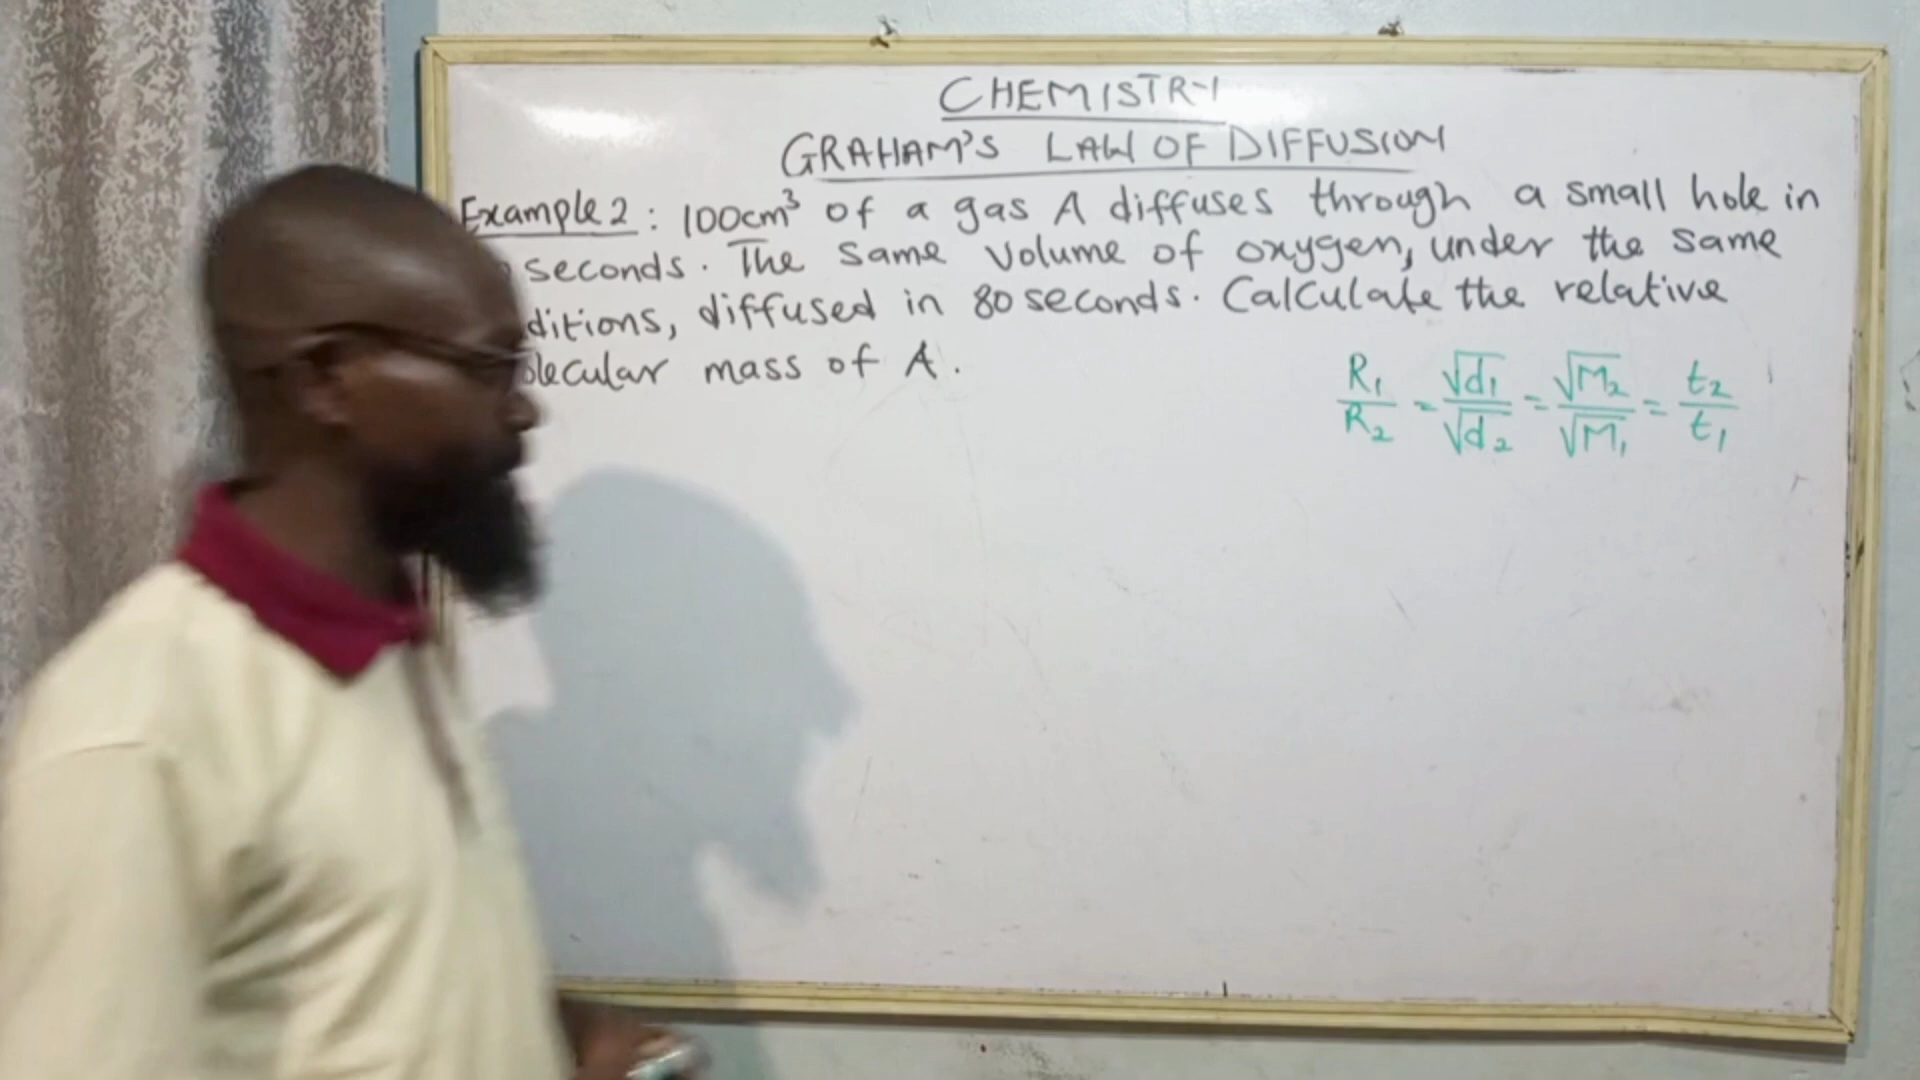 CHEMISTRY
GRAHAM'S LAW OF DIFFUSION
Example 2: 100cm³ of a gas A diffuses through a small hole in
seconds. The same volume of oxygen, under the same
ditions, diffused in 80 seconds. Calculate the relative
lecular mass of A.
R₁/R₂ = √d₁/√d₂ = √M₂/√M₁ = t₂/t₁